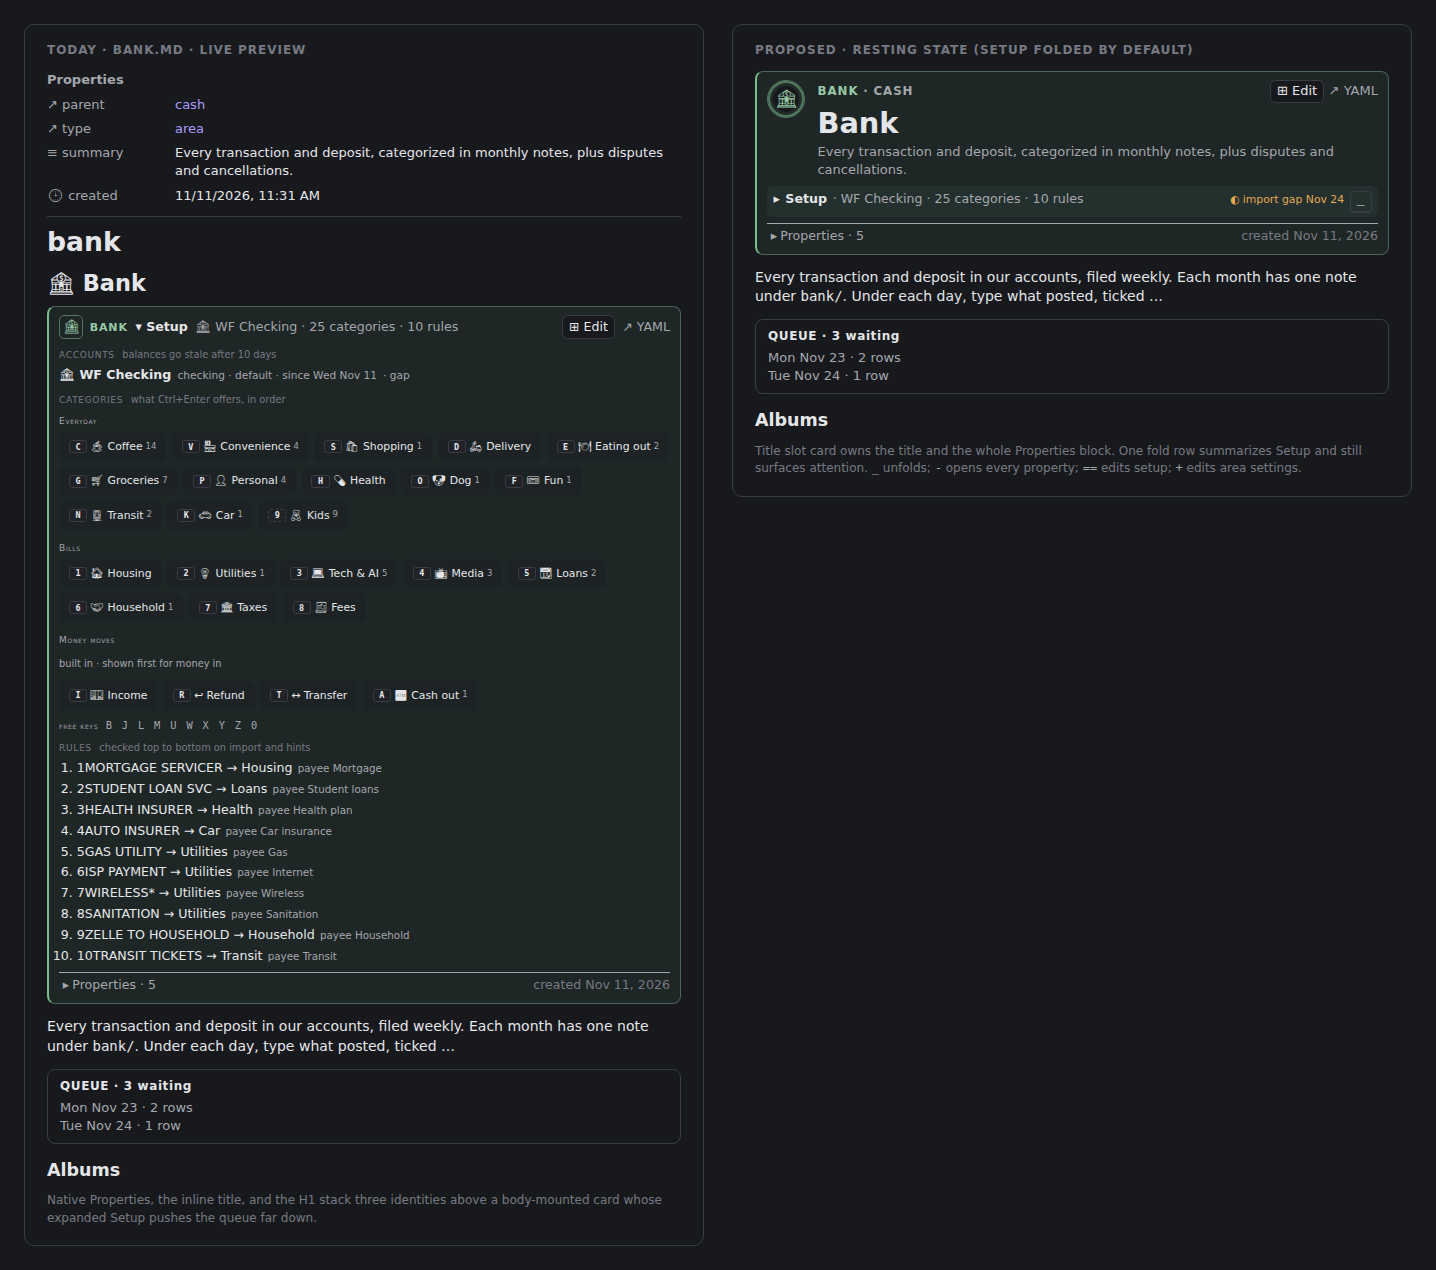 TODAY · BANK.MD · LIVE PREVIEW
Properties
↗ parent cash
↗ type area
≡ summary Every transaction and deposit, categorized in monthly notes, plus disputes
and cancellations.
created 11/11/2026, 11:31 AM
bank
🏦 Bank
BANK ▾ Setup 🏦 WF Checking · 25 categories · 10 rules ⊞ Edit ↗ YAML
ACCOUNTS balances go stale after 10 days
🏦 WF Checking checking · default · since Wed Nov 11 · gap
CATEGORIES what Ctrl+Enter offers, in order
Everyday
C Coffee 14 V Convenience 4 S Shopping 1 D Delivery E Eating out 2
G Groceries 7 P Personal 4 H Health O Dog 1 F Fun 1
N Transit 2 K Car 1 9 Kids 9
Bills
1 Housing 2 Utilities 1 3 Tech & AI 5 4 Media 3 5 Loans 2
6 Household 1 7 Taxes 8 Fees
Money moves
built in · shown first for money in
I Income R ↩ Refund T ↔ Transfer A Cash out 1
free keys B J L M U W X Y Z 0
RULES checked top to bottom on import and hints
1. 1MORTGAGE SERVICER → Housing payee Mortgage
2. 2STUDENT LOAN SVC → Loans payee Student loans
3. 3HEALTH INSURER → Health payee Health plan
4. 4AUTO INSURER → Car payee Car insurance
5. 5GAS UTILITY → Utilities payee Gas
6. 6ISP PAYMENT → Utilities payee Internet
7. 7WIRELESS* → Utilities payee Wireless
8. 8SANITATION → Utilities payee Sanitation
9. 9ZELLE TO HOUSEHOLD → Household payee Household
10. 10TRANSIT TICKETS → Transit payee Transit
▸ Properties · 5 created Nov 11, 2026
Every transaction and deposit in our accounts, filed weekly. Each month has one note
under bank/. Under each day, type what posted, ticked …
QUEUE · 3 waiting
Mon Nov 23 · 2 rows
Tue Nov 24 · 1 row
Albums
Native Properties, the inline title, and the H1 stack three identities above a body-mounted card whose
expanded Setup pushes the queue far down.
PROPOSED · RESTING STATE (SETUP FOLDED BY DEFAULT)
BANK · CASH ⊞ Edit ↗ YAML
Bank
Every transaction and deposit, categorized in monthly notes, plus disputes and
cancellations.
▸ Setup · WF Checking · 25 categories · 10 rules ◐ import gap Nov 24 _
▸ Properties · 5 created Nov 11, 2026
Every transaction and deposit in our accounts, filed weekly. Each month has one note
under bank/. Under each day, type what posted, ticked …
QUEUE · 3 waiting
Mon Nov 23 · 2 rows
Tue Nov 24 · 1 row
Albums
Title slot card owns the title and the whole Properties block. One fold row summarizes Setup and still
surfaces attention. _ unfolds; - opens every property; == edits setup; + edits area settings.